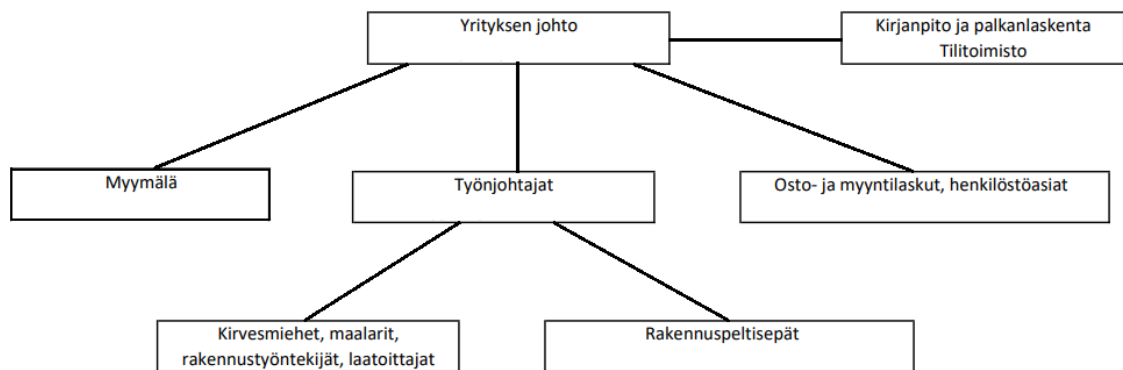 Yrityksen johto
Kirjanpito ja palkanlaskenta
Tilitoimisto
Myymälä
Työnjohtajat
Osto- ja myyntilaskut, henkilöstöasiat
Kirvesmiehet, maalarit,
rakennustyöntekijät, laatoittajat
Rakennuspeltisepät